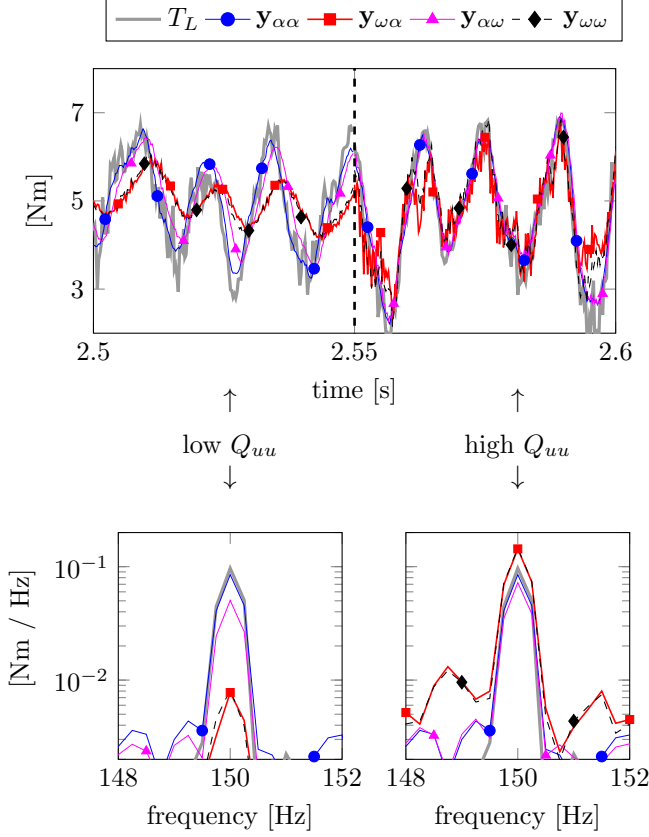 T_L y_αα y_ωα y_αω y_ωω
7
5
3
[Nm]
2.5 2.55 2.6
time [s]
↑ ↑
low Q_uu high Q_uu
↓ ↓
10^−1
10^−2
[Nm / Hz]
148 150 152 148 150 152
frequency [Hz] frequency [Hz]